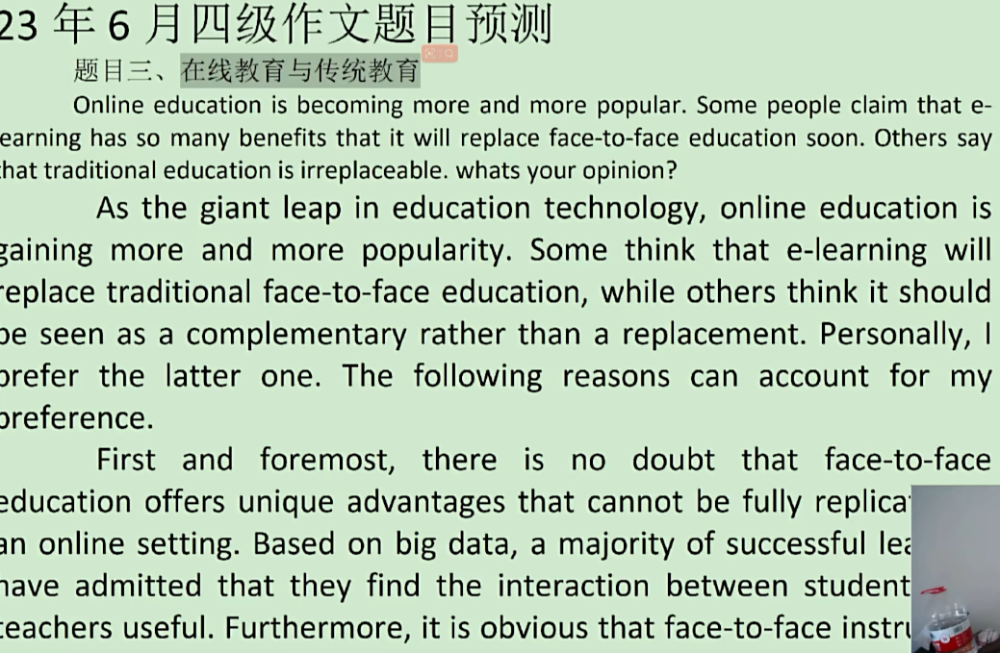 23 年 6 月四级作文题目预测
题目三、在线教育与传统教育
Online education is becoming more and more popular. Some people claim that e-
earning has so many benefits that it will replace face-to-face education soon. Others say
hat traditional education is irreplaceable. whats your opinion?
As the giant leap in education technology, online education is
gaining more and more popularity. Some think that e-learning will
replace traditional face-to-face education, while others think it should
be seen as a complementary rather than a replacement. Personally, I
prefer the latter one. The following reasons can account for my
preference.
First and foremost, there is no doubt that face-to-face
education offers unique advantages that cannot be fully replica
an online setting. Based on big data, a majority of successful lea
have admitted that they find the interaction between student
teachers useful. Furthermore, it is obvious that face-to-face instru